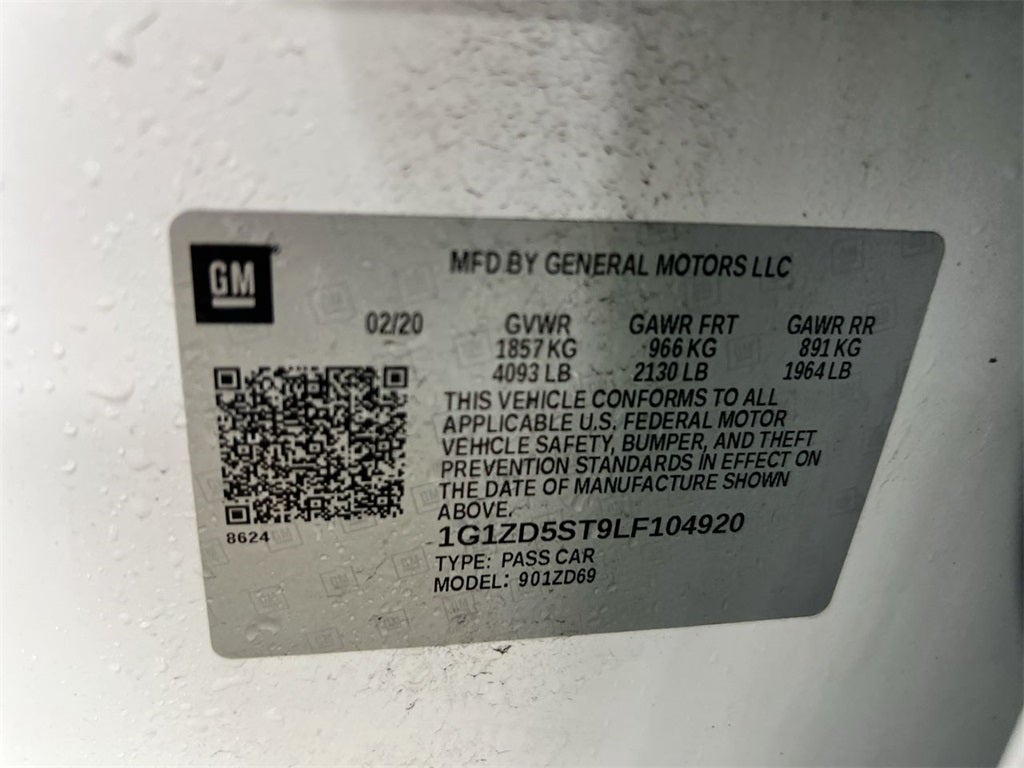 GM
MFD BY GENERAL MOTORS LLC
02/20 GVWR GAWR FRT GAWR RR
1857 KG 966 KG 891 KG
4093 LB 2130 LB 1964 LB
THIS VEHICLE CONFORMS TO ALL
APPLICABLE U.S. FEDERAL MOTOR
VEHICLE SAFETY, BUMPER, AND THEFT
PREVENTION STANDARDS IN EFFECT ON
THE DATE OF MANUFACTURE SHOWN
ABOVE.
8624
1G1ZD5ST9LF104920
TYPE: PASS CAR
MODEL: 901ZD69